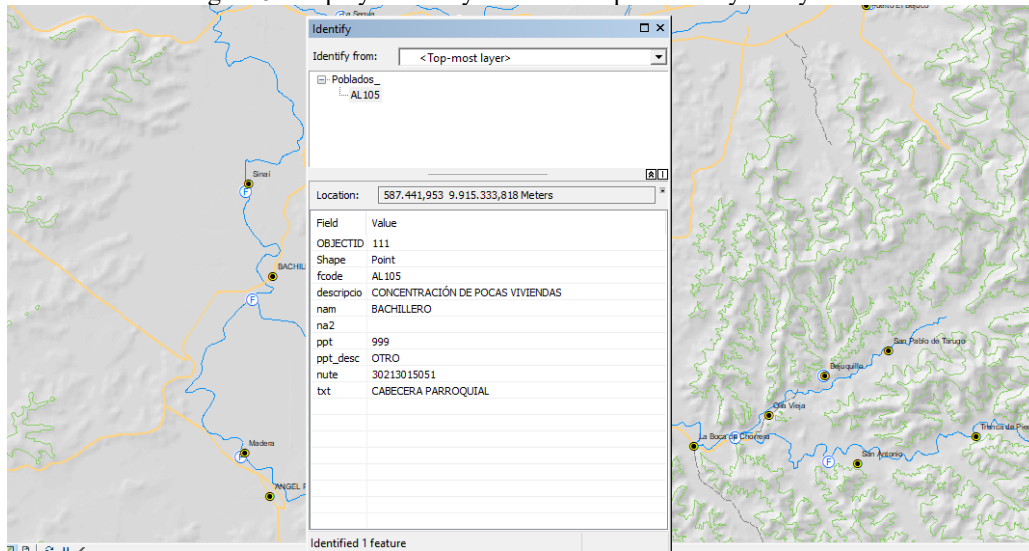 Identify
Identify from: <Top-most layer>
Poblados_
AL105
Location: 587.441,953 9.915.333,818 Meters
Field Value
OBJECTID 111
Shape Point
fcode AL105
descripcio CONCENTRACIÓN DE POCAS VIVIENDAS
nam BACHILLERO
na2
ppt 999
ppt_desc OTRO
nute 30213015051
txt CABECERA PARROQUIAL
Identified 1 feature
Sinai
F
BACHIL
F
Madera
F
ANGEL F
San Pablo de Tarugo
Bejuquilla
Vieja
La Boca de Chorrera
F
San Antonio
F